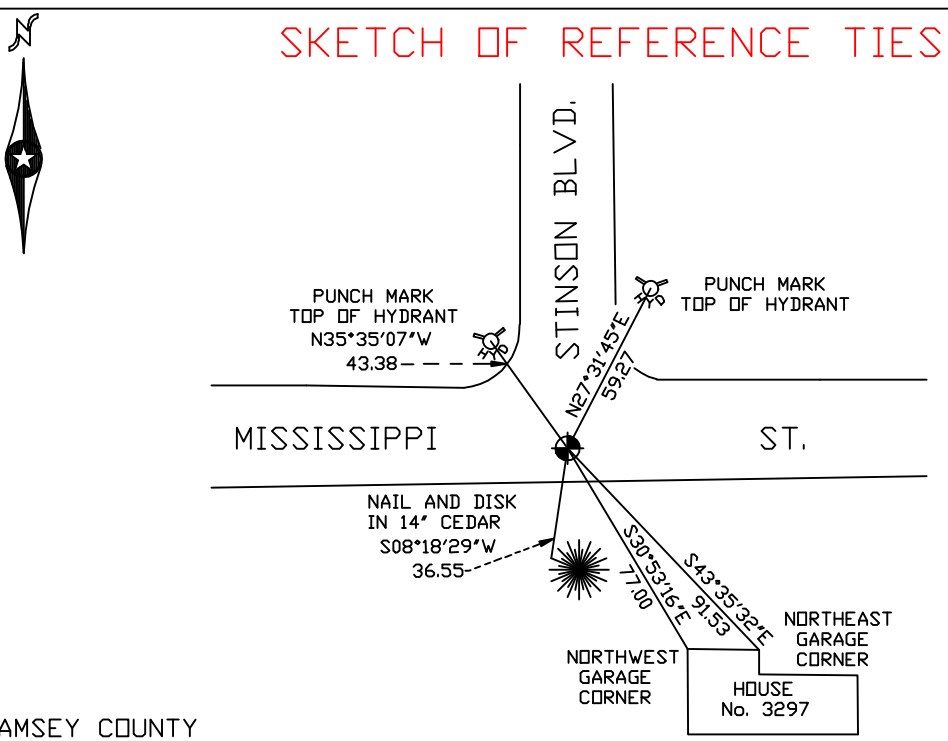 N
SKETCH OF REFERENCE TIES
STINSON BLVD.
PUNCH MARK
TOP OF HYDRANT
N35°35'07"W
43.38
HYD
HYD
PUNCH MARK
TOP OF HYDRANT
N27°31'45"E
59.27
MISSISSIPPI ST.
NAIL AND DISK
IN 14" CEDAR
S08°18'29"W
36.55
S30°53'16"E
77.00
S43°35'32"E
91.53
NORTHEAST
GARAGE
CORNER
NORTHWEST
GARAGE
CORNER
HOUSE
No. 3297
AMSEY COUNTY